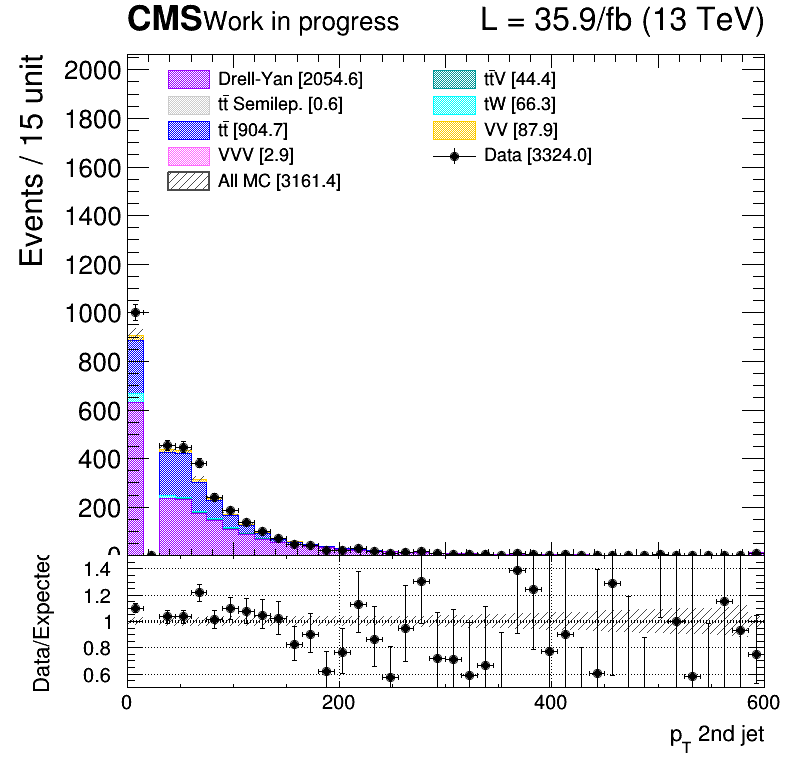 CMS Work in progress L = 35.9/fb (13 TeV)
Events / 15 unit
2000
1800
1600
1400
1200
1000
800
600
400
200
0
Drell-Yan [2054.6]
tt̄ Semilep. [0.6]
tt̄ [904.7]
VVV [2.9]
All MC [3161.4]
tt̄V [44.4]
tW [66.3]
VV [87.9]
Data [3324.0]
Data/Expected
1.4
1.2
1
0.8
0.6
0 200 400 600
p_T 2nd jet